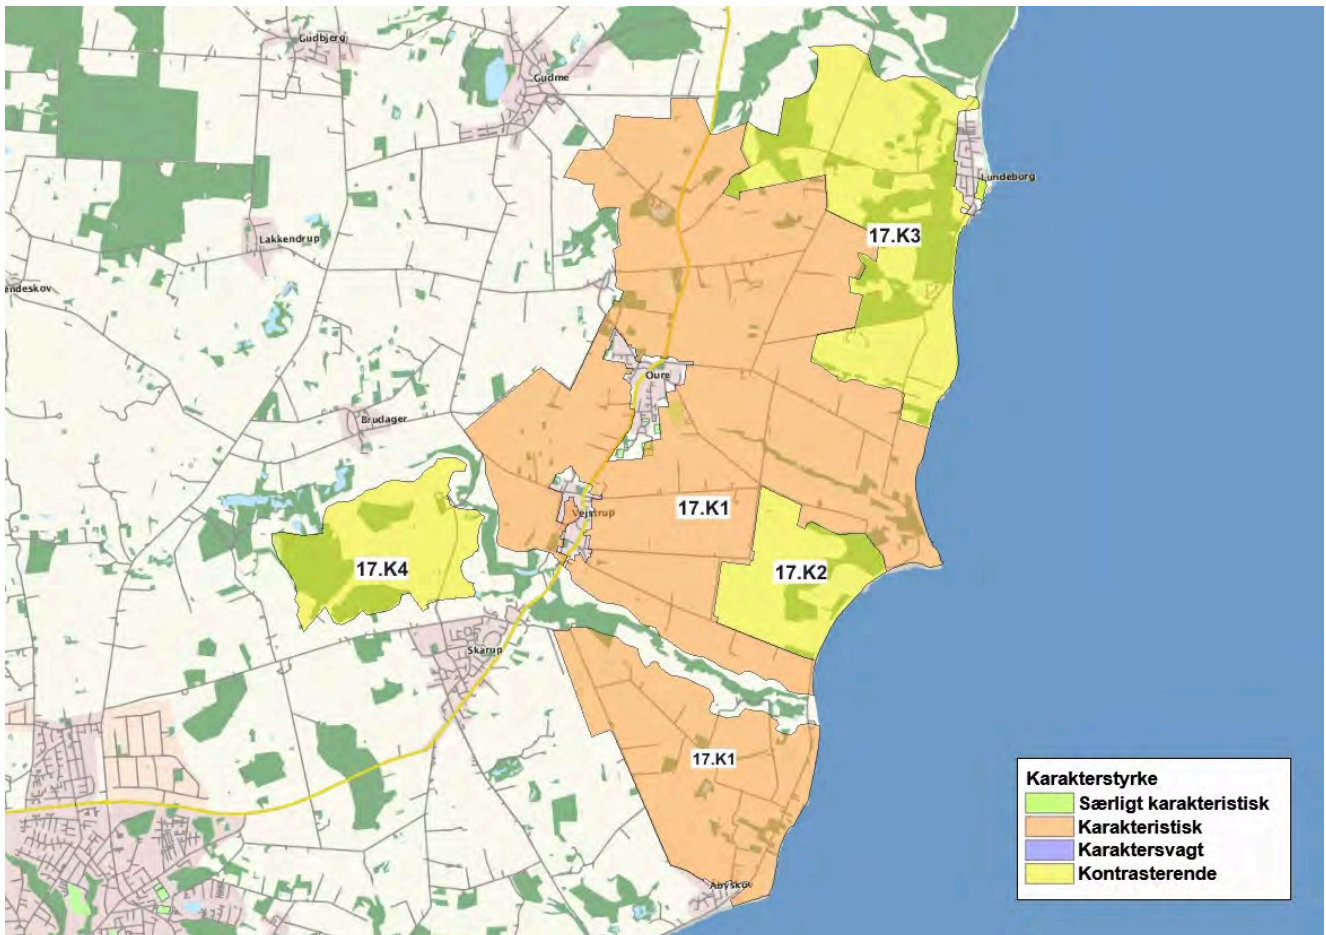 Gudbjerg
Gudme
Lundeborg
17.K3
Lakkendrup
endeskov
Oure
Brudager
17.K1
Vejstrup
17.K4
17.K2
Skårup
17.K1
Åbyskov
Karakterstyrke
Særligt karakteristisk
Karakteristisk
Karaktersvagt
Kontrasterende